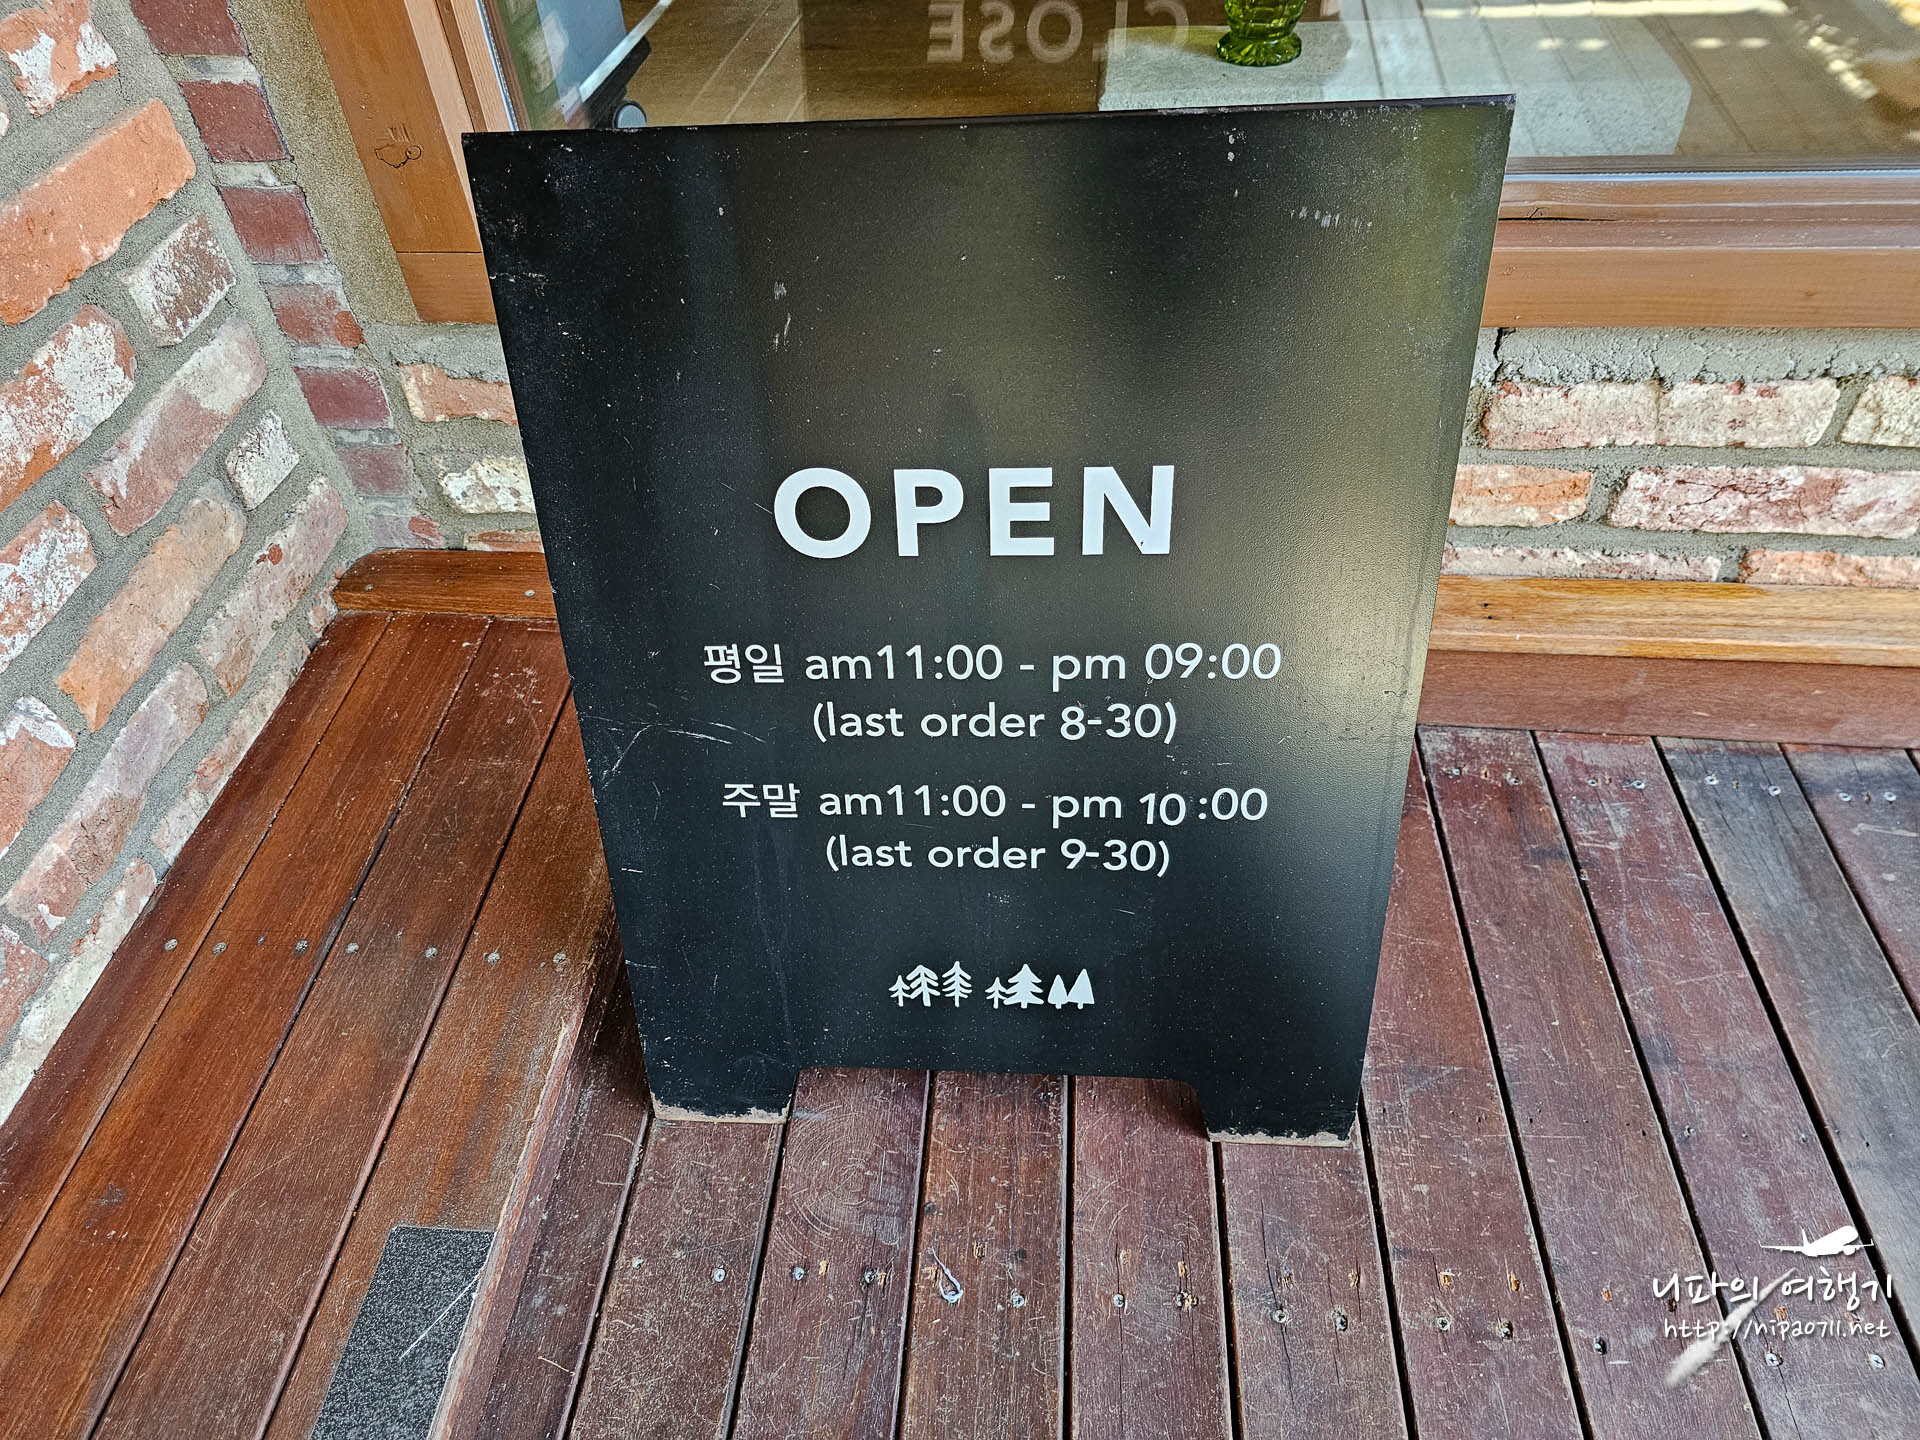 CLOSE
OPEN
평일 am11:00 - pm 09:00
(last order 8-30)
주말 am11:00 - pm 10:00
(last order 9-30)
니파의 여행기
http://nipa0711.net